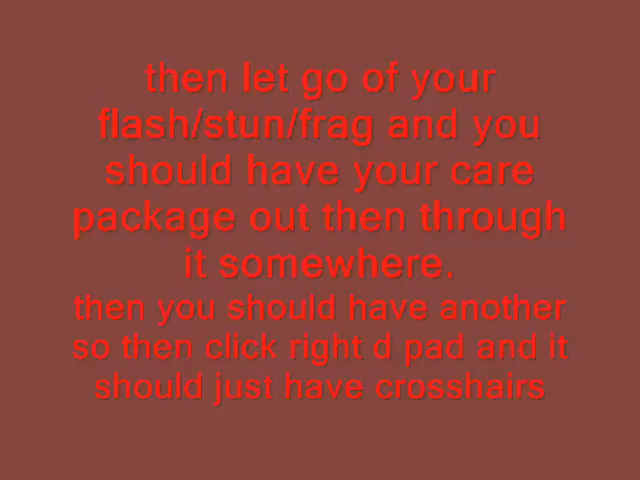 then let go of your
flash/stun/frag and you
should have your care
package out then through
it somewhere.
then you should have another
so then click right d pad and it
should just have crosshairs